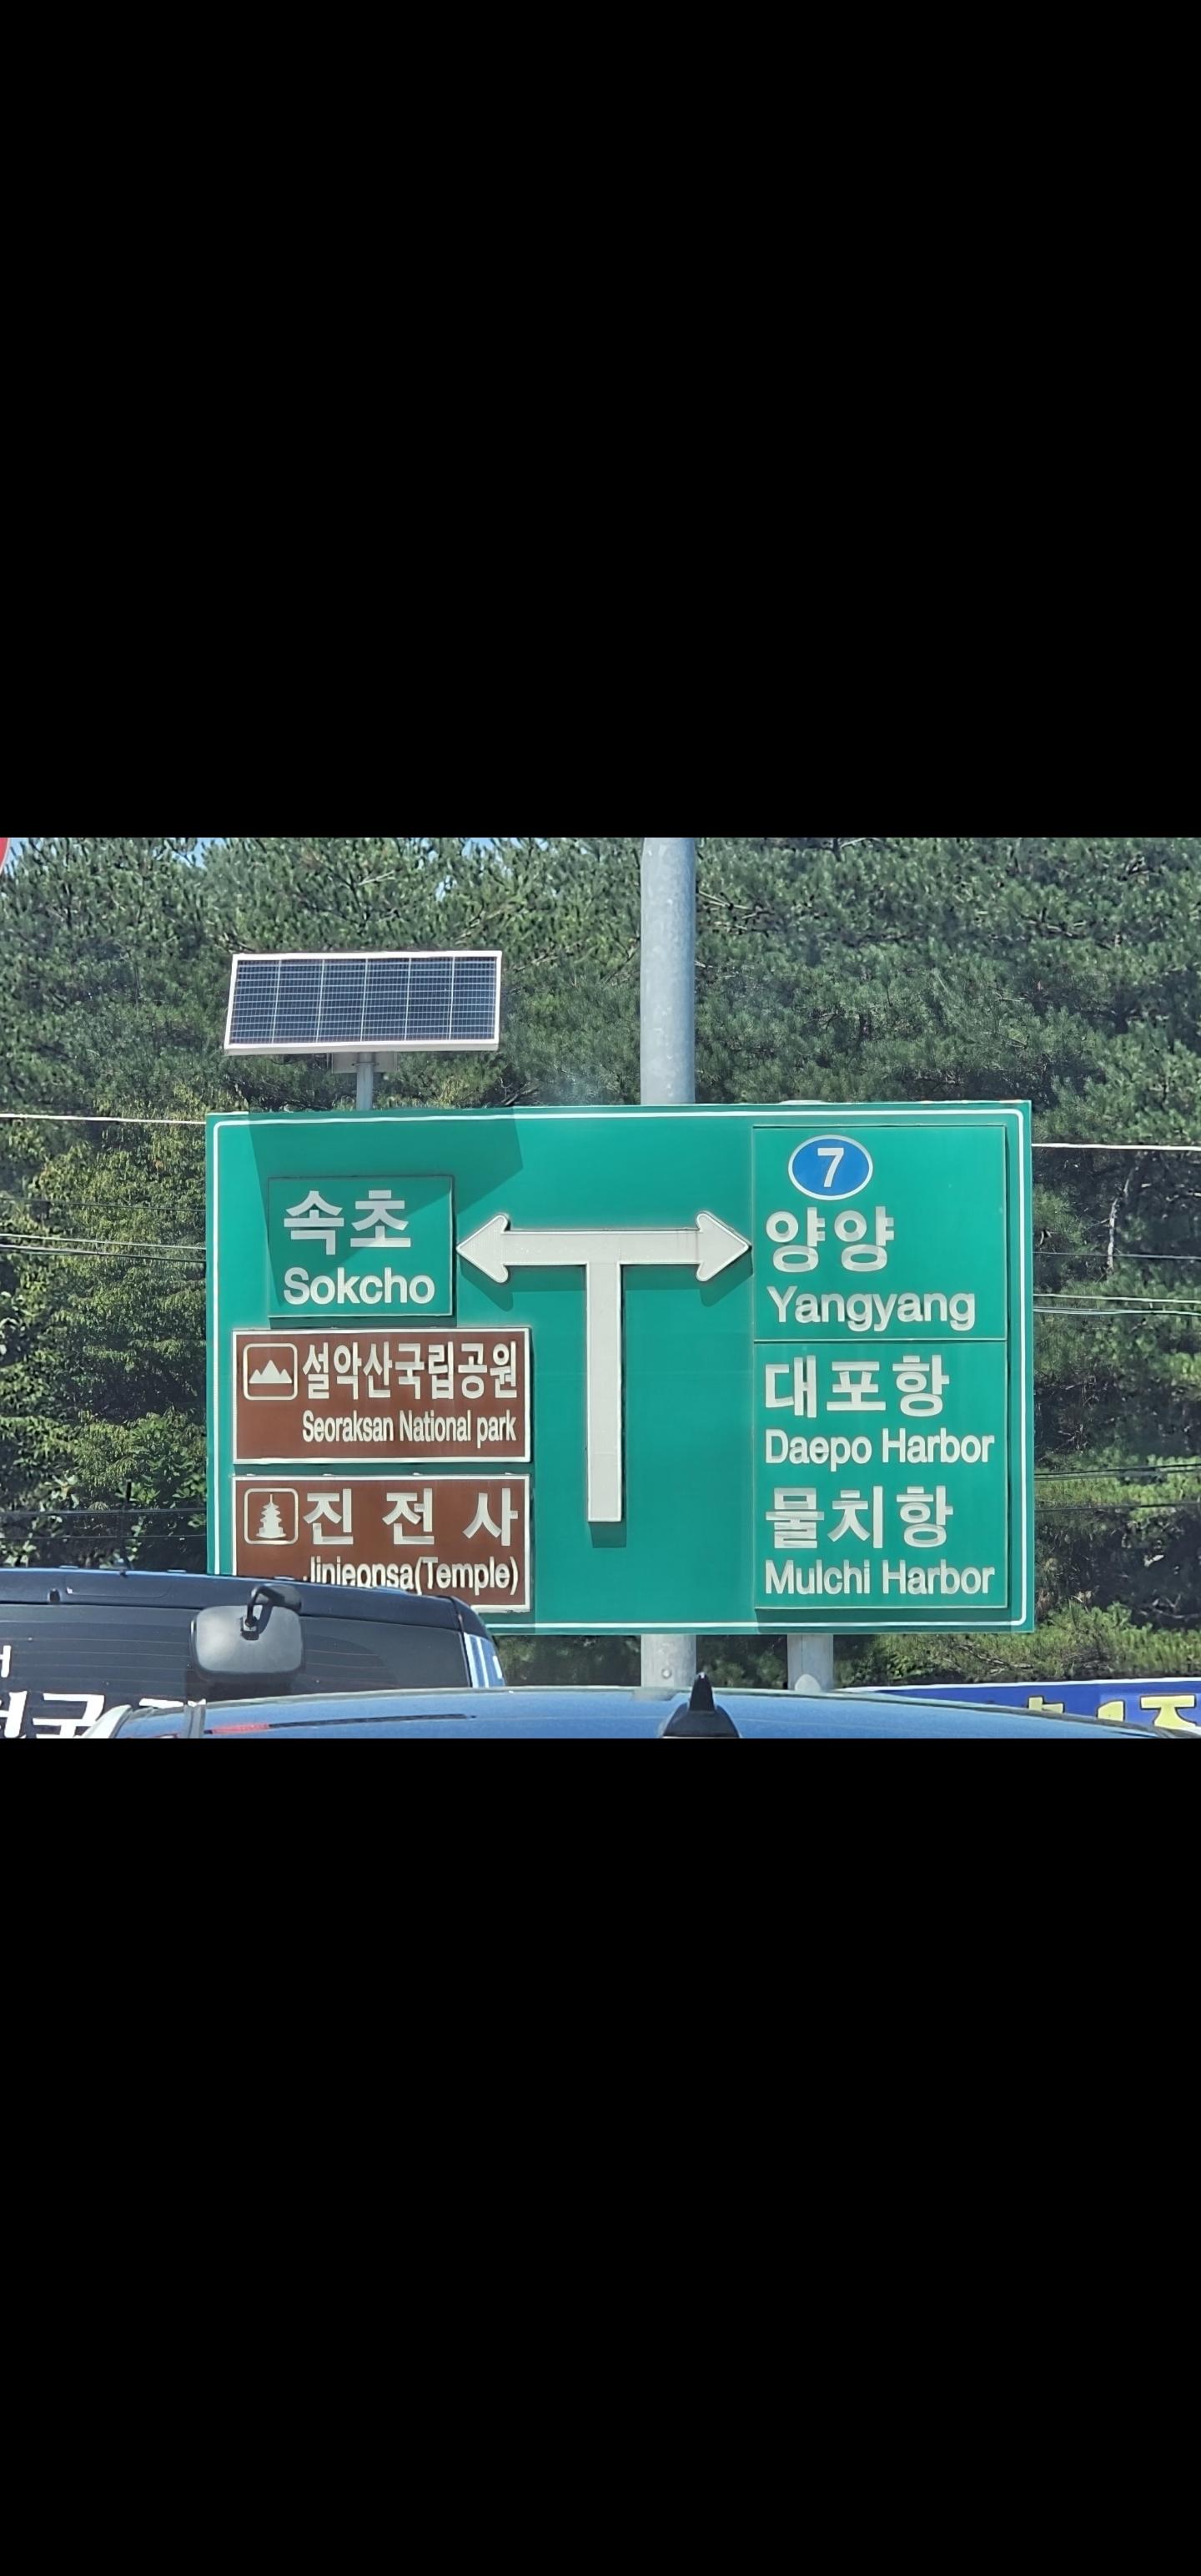 속초
Sokcho
설악산국립공원
Seoraksan National park
진 전 사
Jinjeonsa(Temple)
7
양양
Yangyang
대포항
Daepo Harbor
물치항
Mulchi Harbor